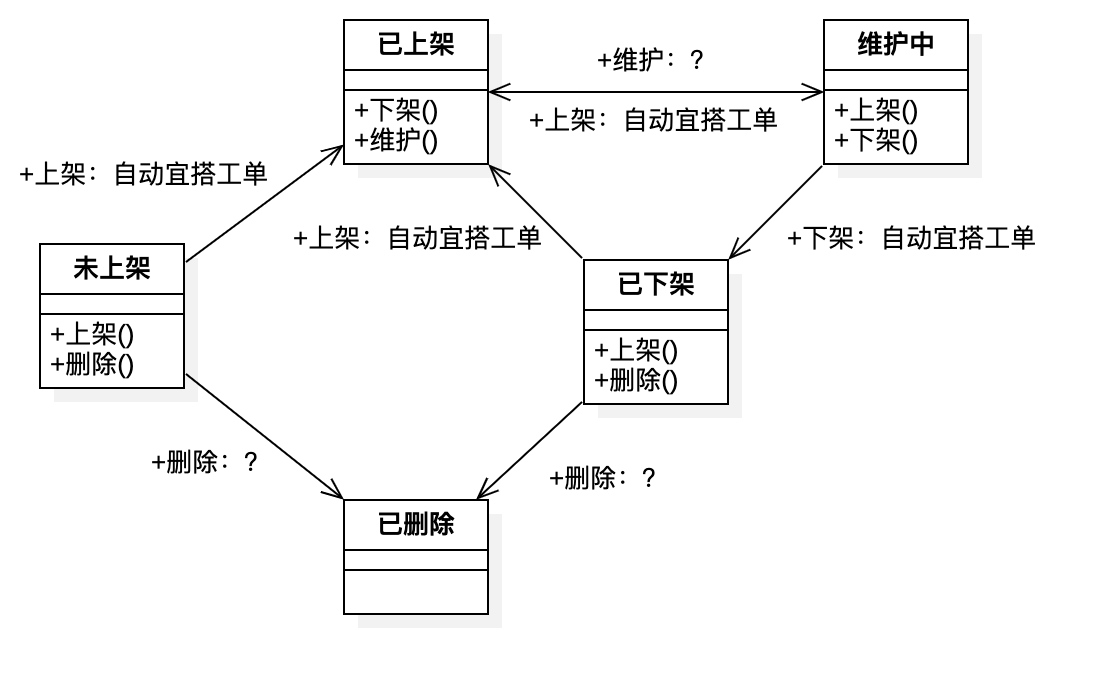 已上架
+下架()
+维护()
+维护：?
+上架：自动宜搭工单
维护中
+上架()
+下架()
+上架：自动宜搭工单
未上架
+上架()
+删除()
+上架：自动宜搭工单
+下架：自动宜搭工单
已下架
+上架()
+删除()
+删除：?
+删除：?
已删除